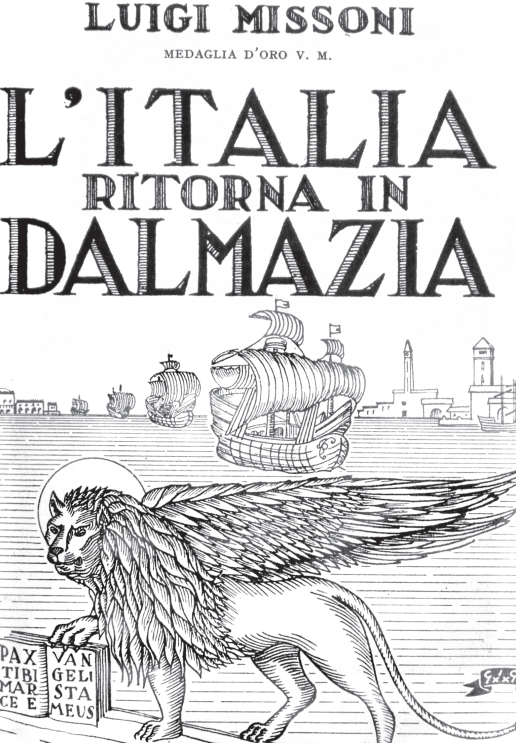 LUIGI MISSONI
MEDAGLIA D'ORO V. M.
L'ITALIA
RITORNA IN
DALMAZIA
PAX
TIBI
MAR
CE E
VAN
GELI
STA
MEUS